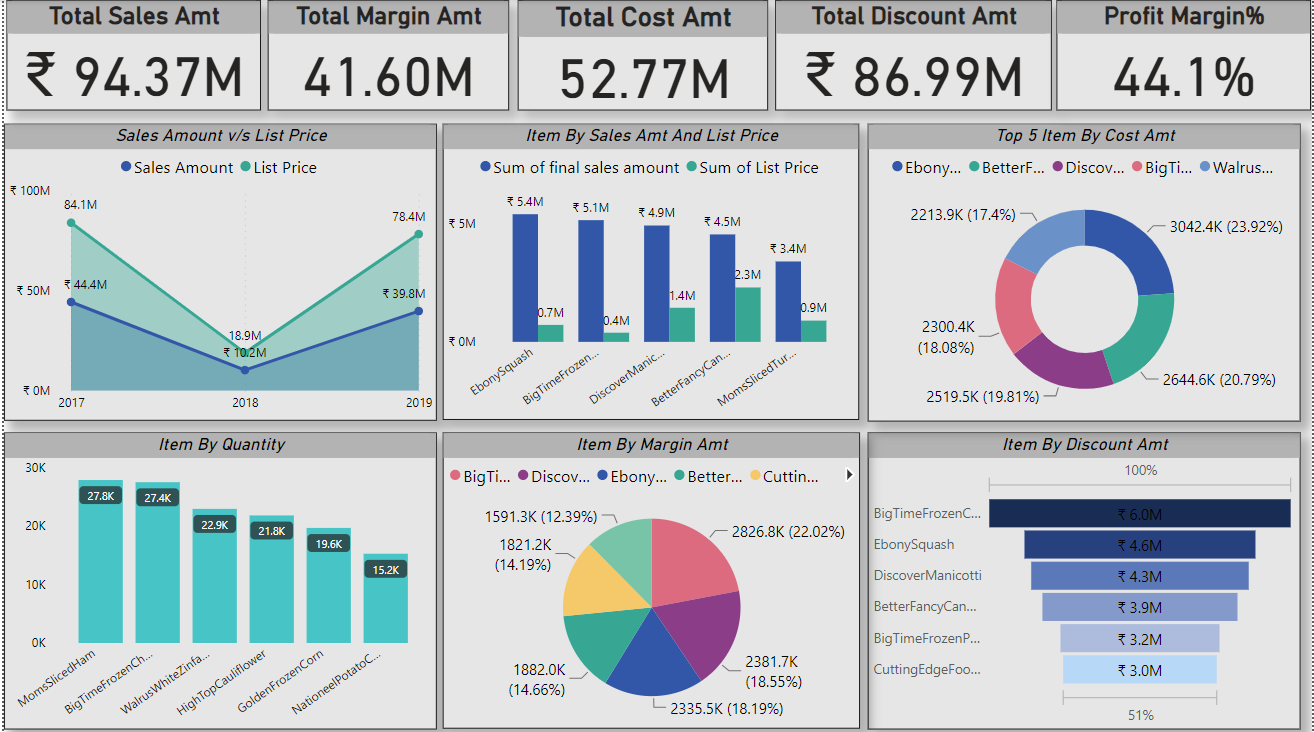 Total Sales Amt
₹ 94.37M
Total Margin Amt
41.60M
Total Cost Amt
52.77M
Total Discount Amt
₹ 86.99M
Profit Margin%
44.1%
Sales Amount v/s List Price
Sales Amount List Price
₹ 100M
₹ 50M
₹ 0M
84.1M
₹ 44.4M
18.9M
₹ 10.2M
78.4M
₹ 39.8M
2017 2018 2019
Item By Sales Amt And List Price
Sum of final sales amount Sum of List Price
₹ 5M
₹ 0M
₹ 5.4M
0.7M
₹ 5.1M
0.4M
₹ 4.9M
1.4M
₹ 4.5M
2.3M
₹ 3.4M
0.9M
EbonySquash
BigTimeFrozen...
DiscoverManic...
BetterFancyCan...
MomsSlicedTur...
Top 5 Item By Cost Amt
Ebony... BetterF... Discov... BigTi... Walrus...
2213.9K (17.4%)
3042.4K (23.92%)
2300.4K
(18.08%)
2644.6K (20.79%)
2519.5K (19.81%)
Item By Quantity
30K
20K
10K
0K
27.8K
27.4K
22.9K
21.8K
19.6K
15.2K
MomsSlicedHam
BigTimeFrozenCh...
WalrusWhiteZinfa...
HighTopCauliflower
GoldenFrozenCorn
NationeelPotatoC...
Item By Margin Amt
BigTi... Discov... Ebony... Better... Cuttin...
1591.3K (12.39%)
2826.8K (22.02%)
1821.2K
(14.19%)
1882.0K
(14.66%)
2381.7K
(18.55%)
2335.5K (18.19%)
Item By Discount Amt
100%
BigTimeFrozenC... ₹ 6.0M
EbonySquash ₹ 4.6M
DiscoverManicotti ₹ 4.3M
BetterFancyCan... ₹ 3.9M
BigTimeFrozenP... ₹ 3.2M
CuttingEdgeFoo... ₹ 3.0M
51%